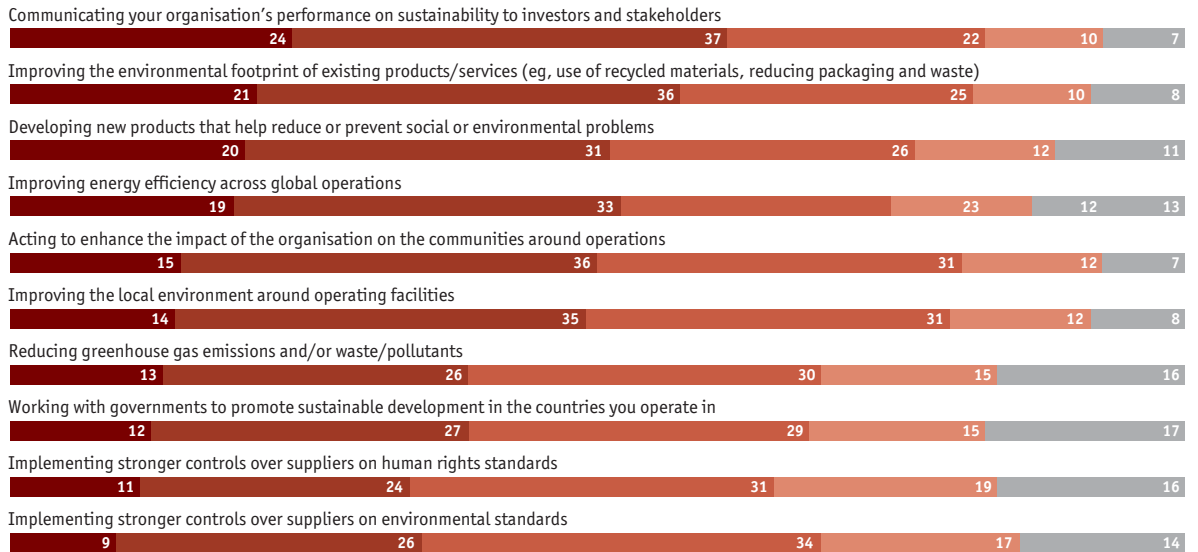 Communicating your organisation's performance on sustainability to investors and stakeholders
24 37 22 10 7
Improving the environmental footprint of existing products/services (eg, use of recycled materials, reducing packaging and waste)
21 36 25 10 8
Developing new products that help reduce or prevent social or environmental problems
20 31 26 12 11
Improving energy efficiency across global operations
19 33 23 12 13
Acting to enhance the impact of the organisation on the communities around operations
15 36 31 12 7
Improving the local environment around operating facilities
14 35 31 12 8
Reducing greenhouse gas emissions and/or waste/pollutants
13 26 30 15 16
Working with governments to promote sustainable development in the countries you operate in
12 27 29 15 17
Implementing stronger controls over suppliers on human rights standards
11 24 31 19 16
Implementing stronger controls over suppliers on environmental standards
9 26 34 17 14